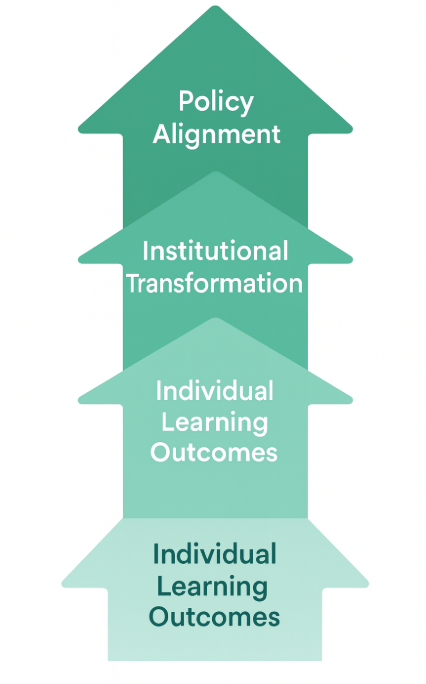 Policy
Alignment
Institutional
Transformation
Individual
Learning
Outcomes
Individual
Learning
Outcomes